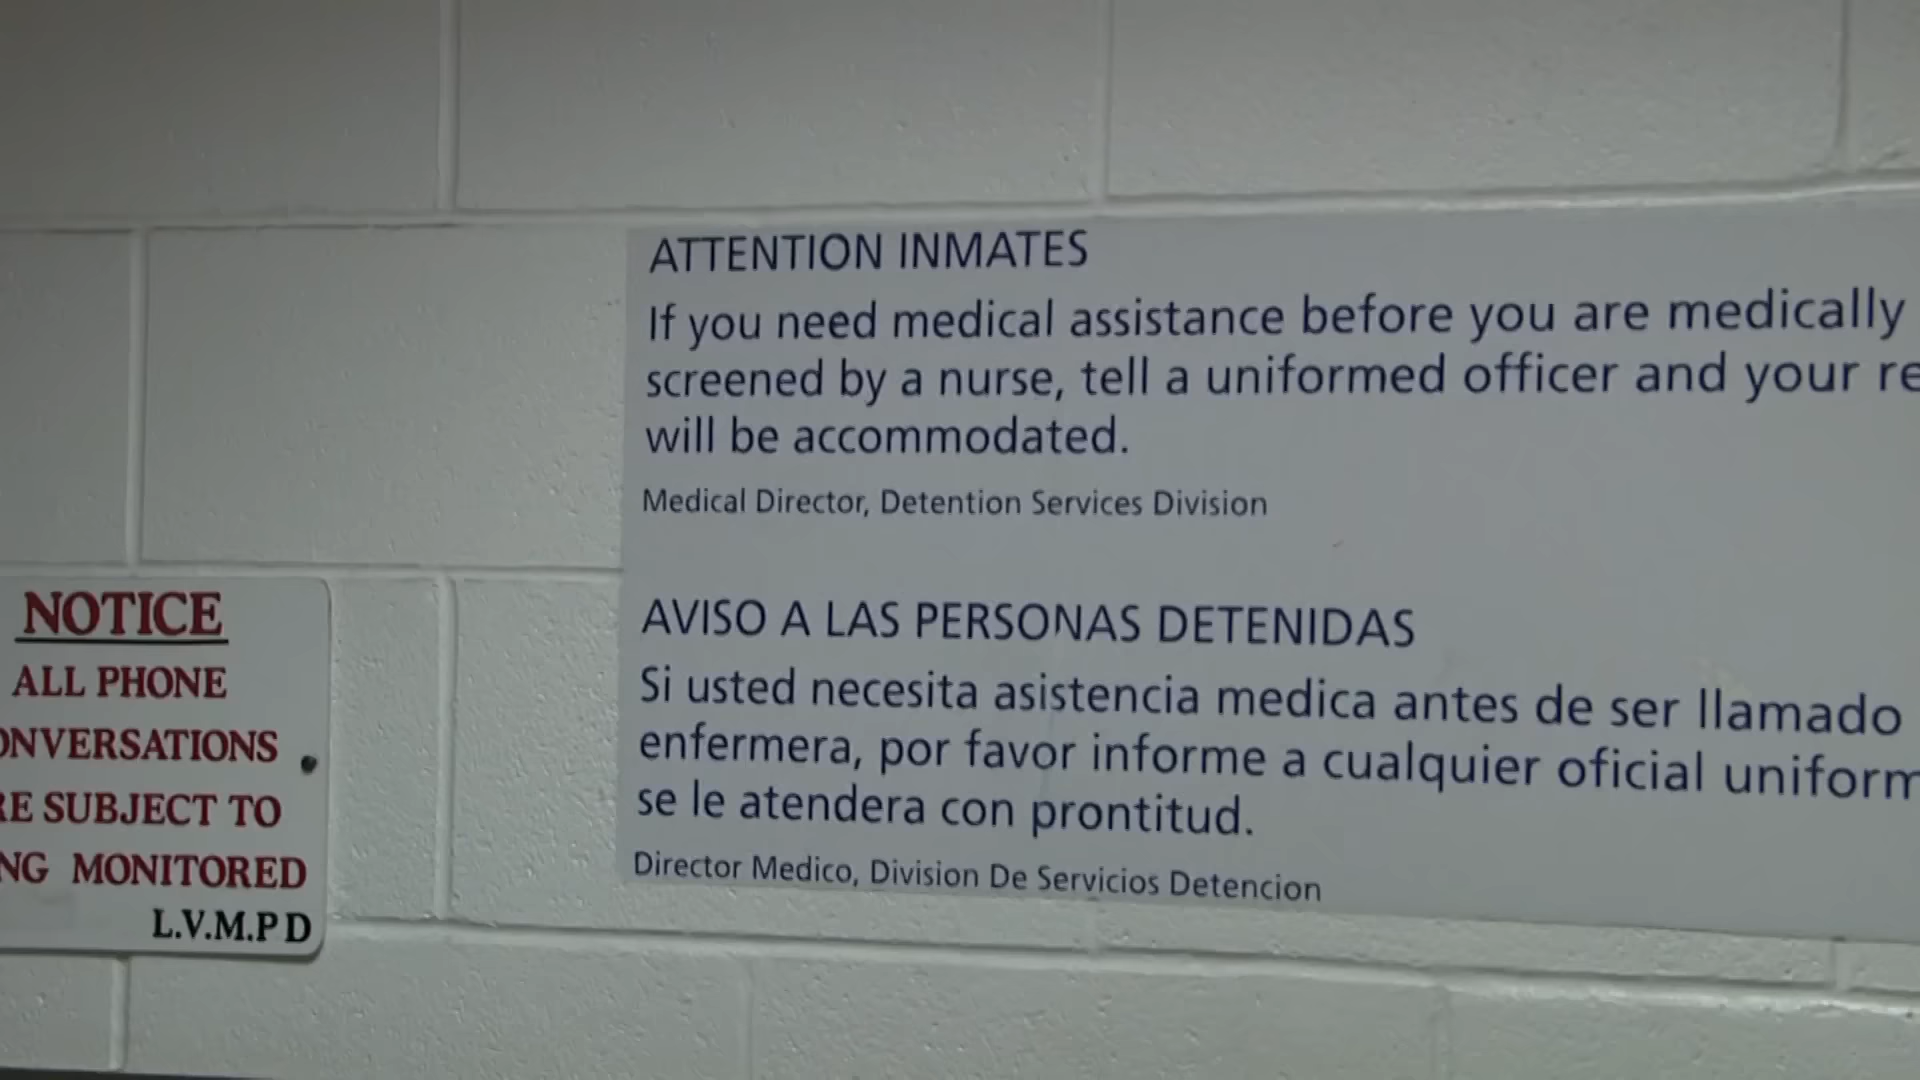 ATTENTION INMATES
If you need medical assistance before you are medically
screened by a nurse, tell a uniformed officer and your
will be accommodated.
Medical Director, Detention Services Division
AVISO A LAS PERSONAS DETENIDAS
Si usted necesita asistencia medica antes de ser llamado
enfermera, por favor informe a cualquier oficial
se le atendera con prontitud.
Director Medico, Division De Servicios Detencion
NOTICE
ALL PHONE
ONVERSATIONS
RE SUBJECT TO
NG MONITORED
L.V.M.P D